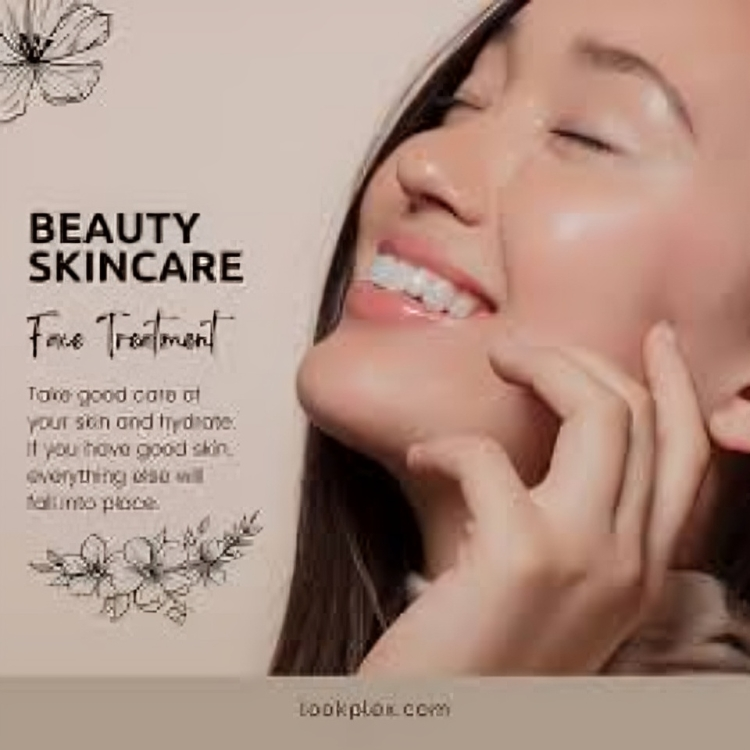 BEAUTY
SKINCARE
Face Treatment
Take good care of
your skin and hydrate.
If you have good skin,
everything else will
fall into place.
lookplex.com